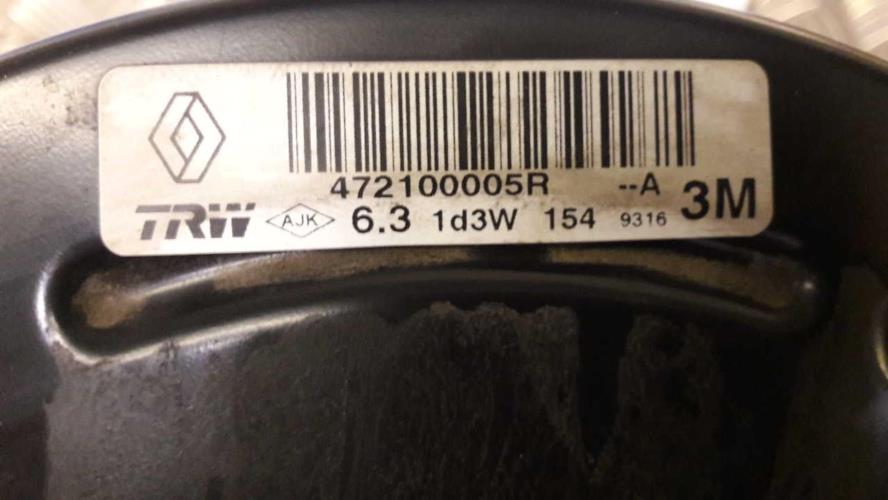 472100005R --A 3M
TRW AJK 6.3 1d3W 154 9316